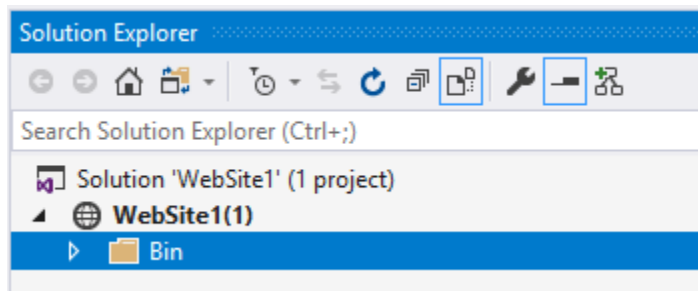 Solution Explorer
Search Solution Explorer (Ctrl+;)
Solution 'WebSite1' (1 project)
WebSite1(1)
Bin